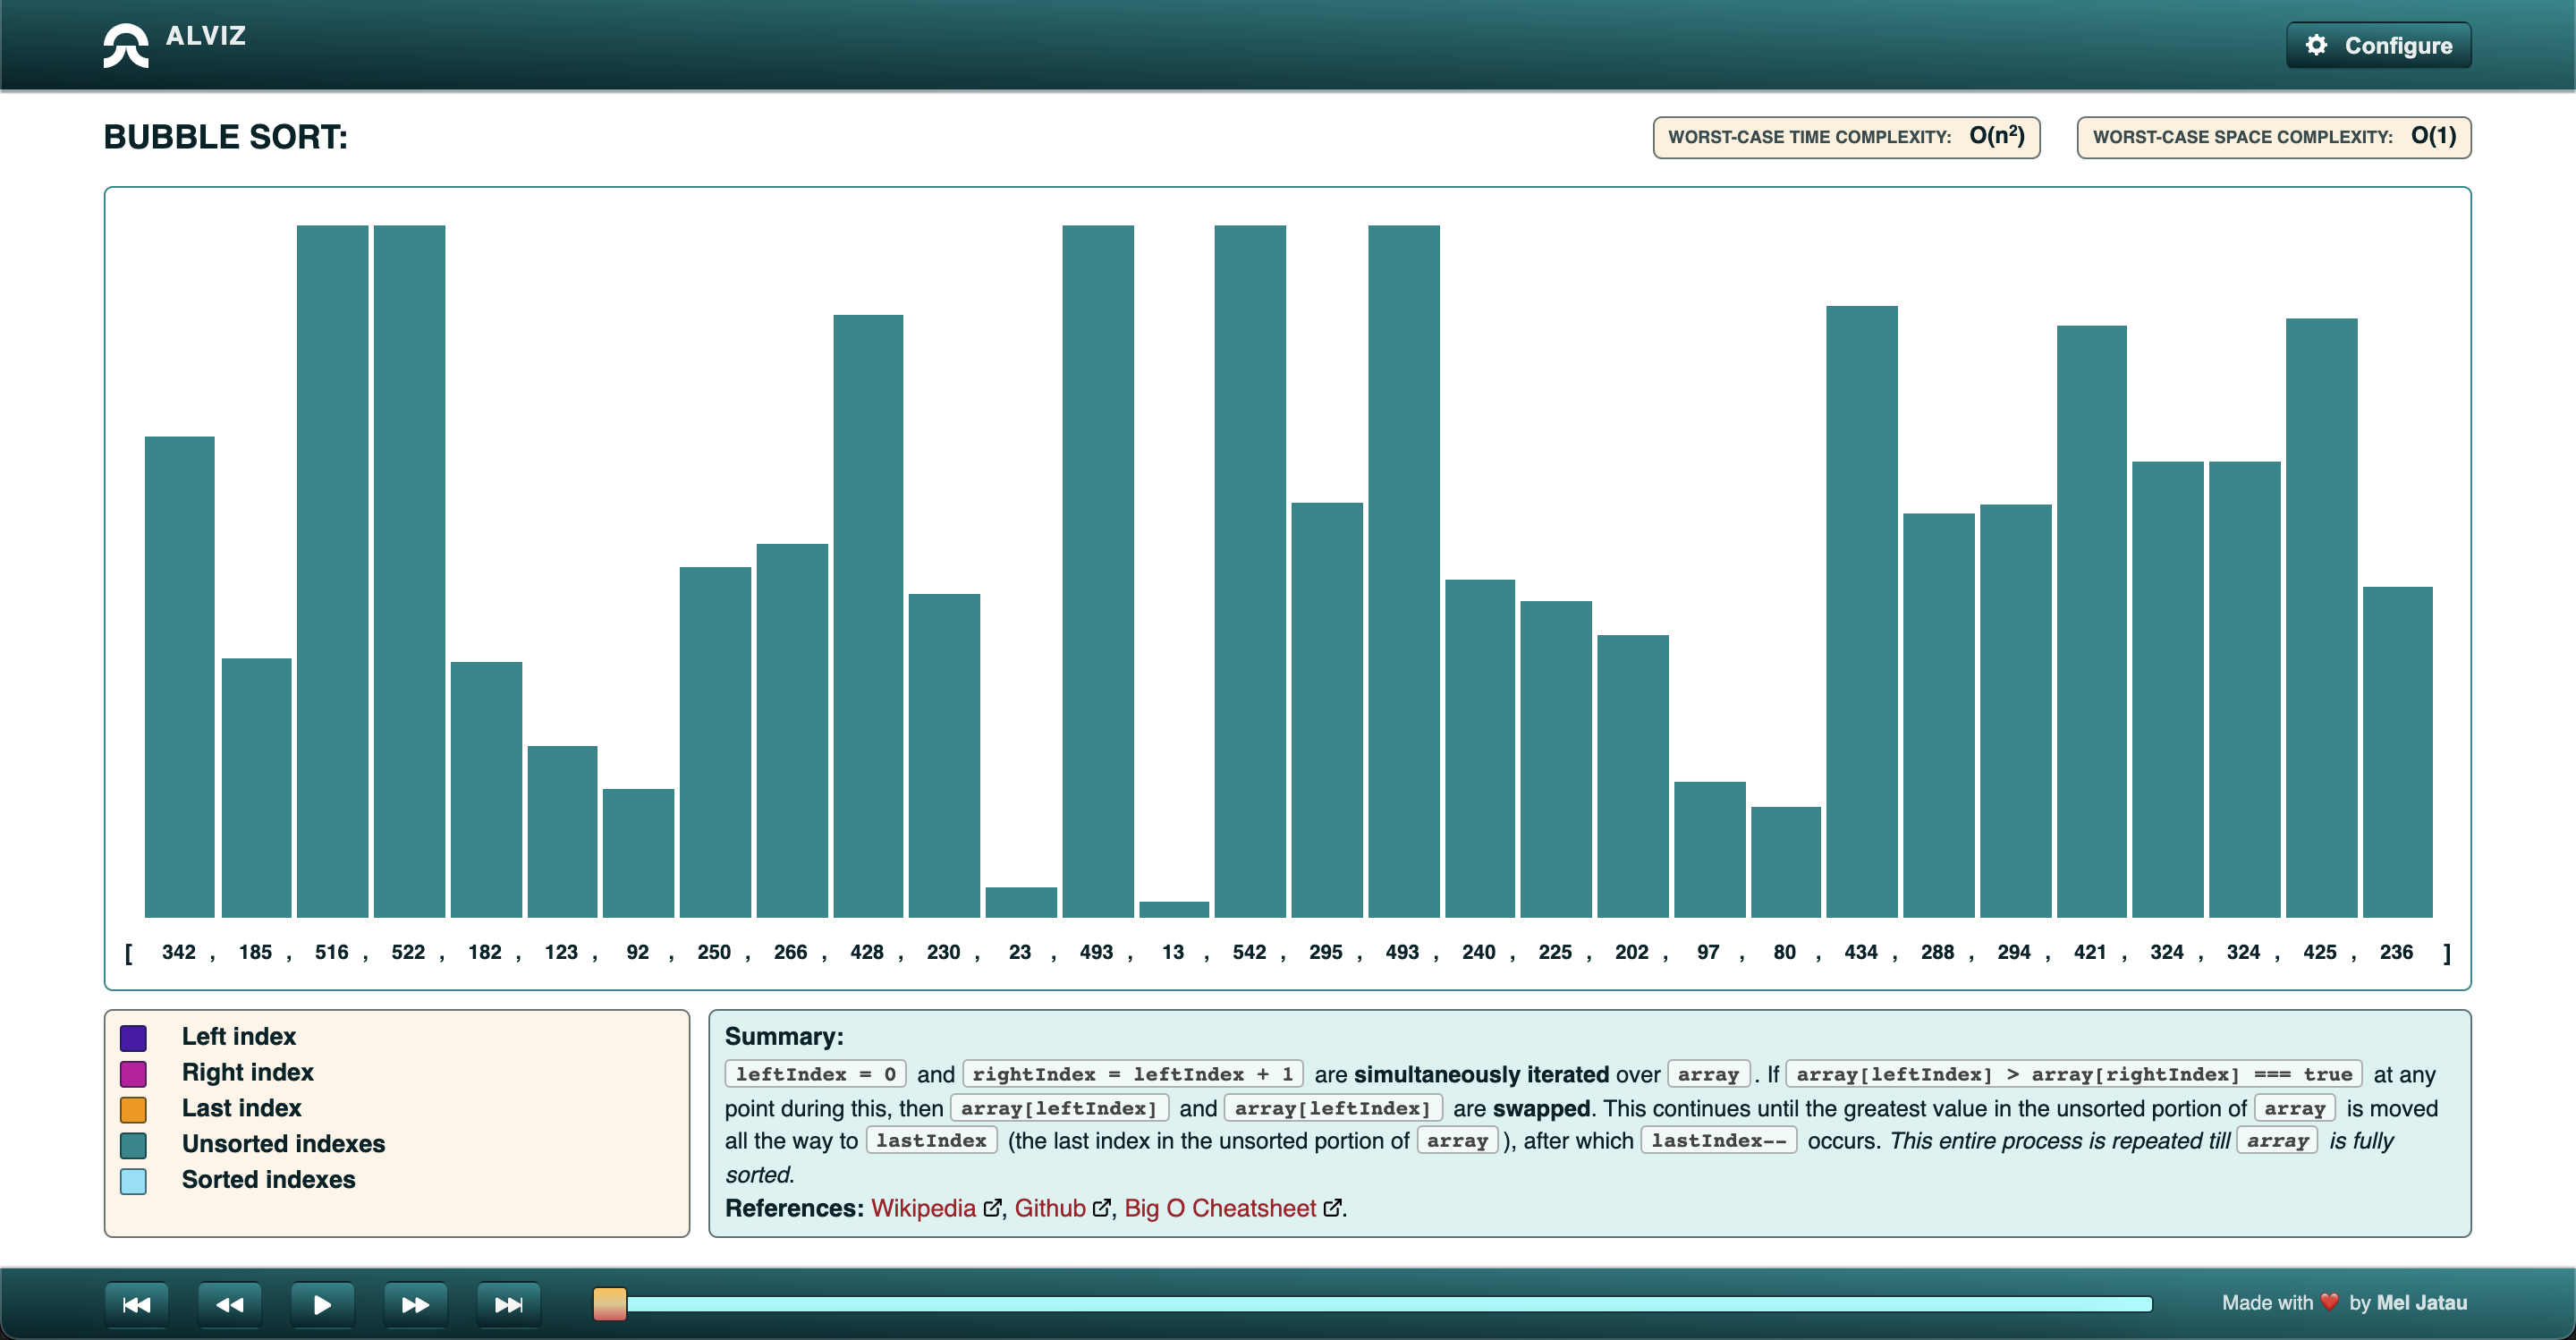 ALVIZ
Configure
BUBBLE SORT:
WORST-CASE TIME COMPLEXITY: O(n²)
WORST-CASE SPACE COMPLEXITY: O(1)
[ 342 , 185 , 516 , 522 , 182 , 123 , 92 , 250 , 266 , 428 , 230 , 23 , 493 , 13 , 542 , 295 , 493 , 240 , 225 , 202 , 97 , 80 , 434 , 288 , 294 , 421 , 324 , 324 , 425 , 236 ]
Left index
Right index
Last index
Unsorted indexes
Sorted indexes
Summary:
leftIndex = 0 and rightIndex = leftIndex + 1 are simultaneously iterated over array . If array[leftIndex] > array[rightIndex] === true at any
point during this, then array[leftIndex] and array[leftIndex] are swapped. This continues until the greatest value in the unsorted portion of array is moved
all the way to lastIndex (the last index in the unsorted portion of array ), after which lastIndex-- occurs. This entire process is repeated till array is fully
sorted.
References: Wikipedia , Github , Big O Cheatsheet .
Made with ❤️ by Mel Jatau